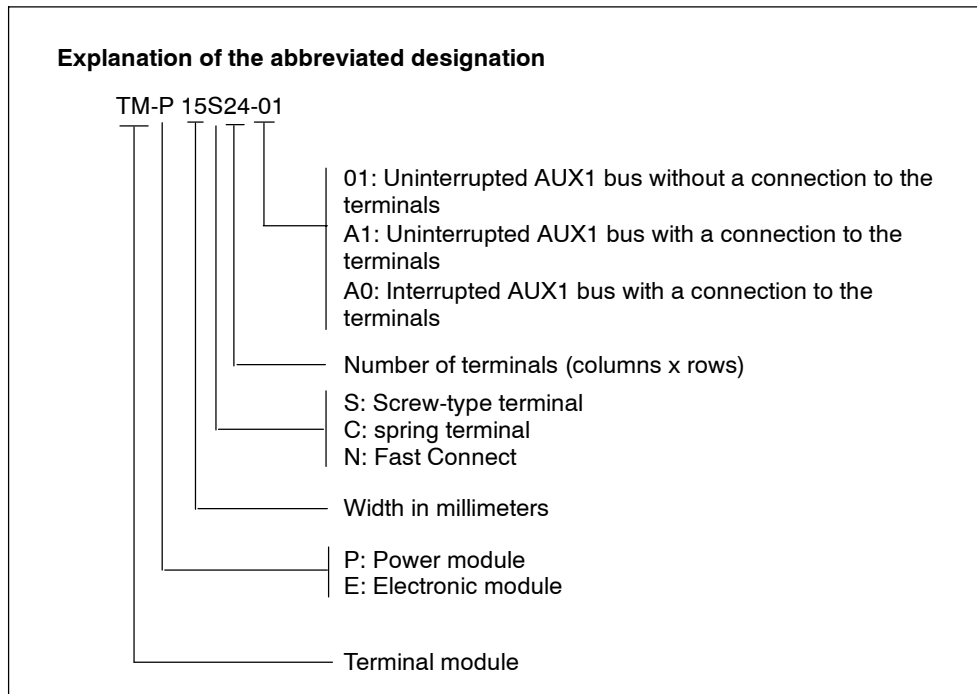 Explanation of the abbreviated designation
TM-P 15S24-01
01: Uninterrupted AUX1 bus without a connection to the
terminals
A1: Uninterrupted AUX1 bus with a connection to the
terminals
A0: Interrupted AUX1 bus with a connection to the
terminals
Number of terminals (columns x rows)
S: Screw-type terminal
C: spring terminal
N: Fast Connect
Width in millimeters
P: Power module
E: Electronic module
Terminal module